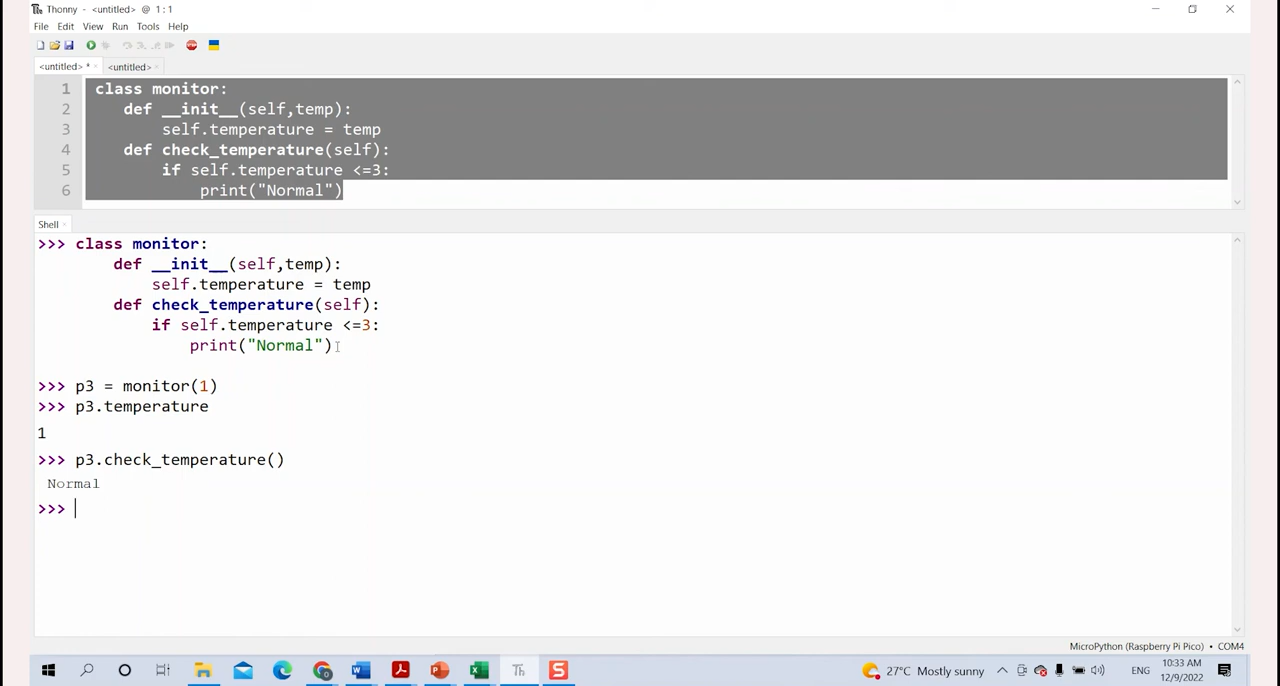 Thonny - <untitled> @ 1 : 1
File Edit View Run Tools Help
<untitled> * × <untitled> ×
1 class monitor:
2 def __init__(self,temp):
3 self.temperature = temp
4 def check_temperature(self):
5 if self.temperature <=3:
6 print("Normal")
Shell ×
>>> class monitor:
def __init__(self,temp):
self.temperature = temp
def check_temperature(self):
if self.temperature <=3:
print("Normal")
>>> p3 = monitor(1)
>>> p3.temperature
1
>>> p3.check_temperature()
Normal
>>>
MicroPython (Raspberry Pi Pico) • COM4
27°C Mostly sunny ENG 10:33 AM
12/9/2022